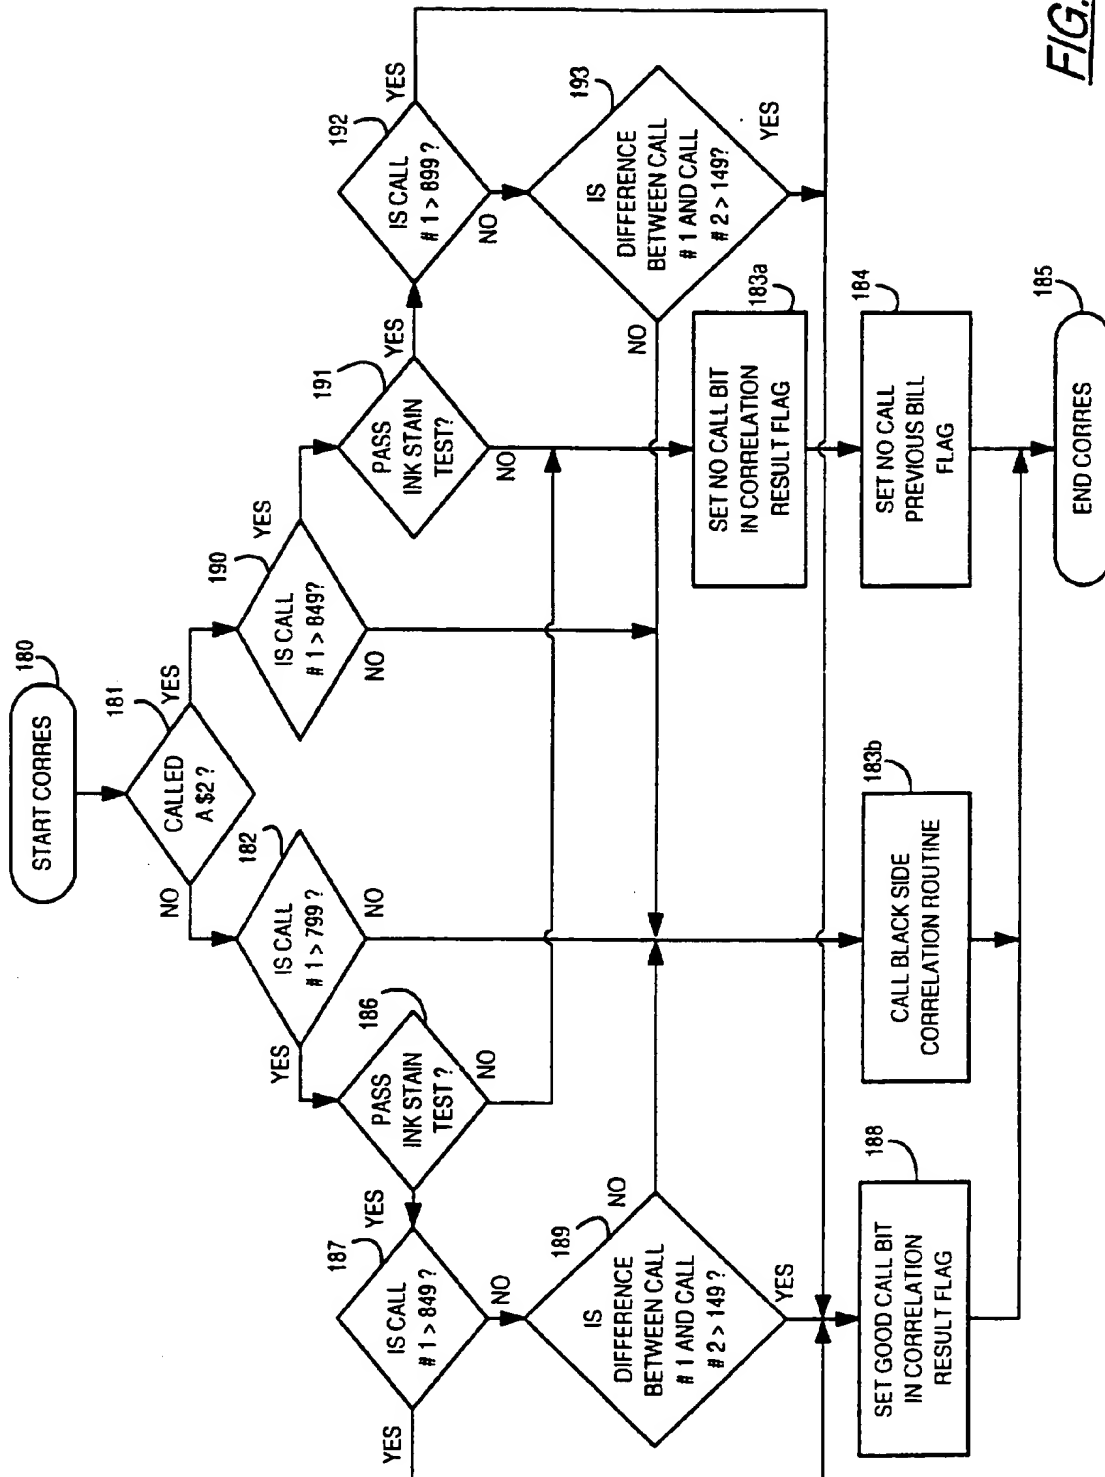 START CORRES
180
CALLED
A $2 ?
181
NO
YES
IS CALL
# 1 > 799 ?
182
YES
NO
IS CALL
# 1 > 849?
190
YES
NO
PASS
INK STAIN
TEST ?
186
YES
NO
PASS
INK STAIN
TEST?
191
YES
NO
IS CALL
# 1 > 849 ?
187
YES
NO
IS CALL
# 1 > 899 ?
192
YES
NO
IS
DIFFERENCE
BETWEEN CALL
# 1 AND CALL
# 2 > 149 ?
189
NO
YES
IS
DIFFERENCE
BETWEEN CALL
# 1 AND CALL
# 2 > 149?
193
NO
YES
SET NO CALL BIT
IN CORRELATION
RESULT FLAG
183a
SET GOOD CALL BIT
IN CORRELATION
RESULT FLAG
188
CALL BLACK SIDE
CORRELATION ROUTINE
183b
SET NO CALL
PREVIOUS BILL
FLAG
184
END CORRES
185
FIG.